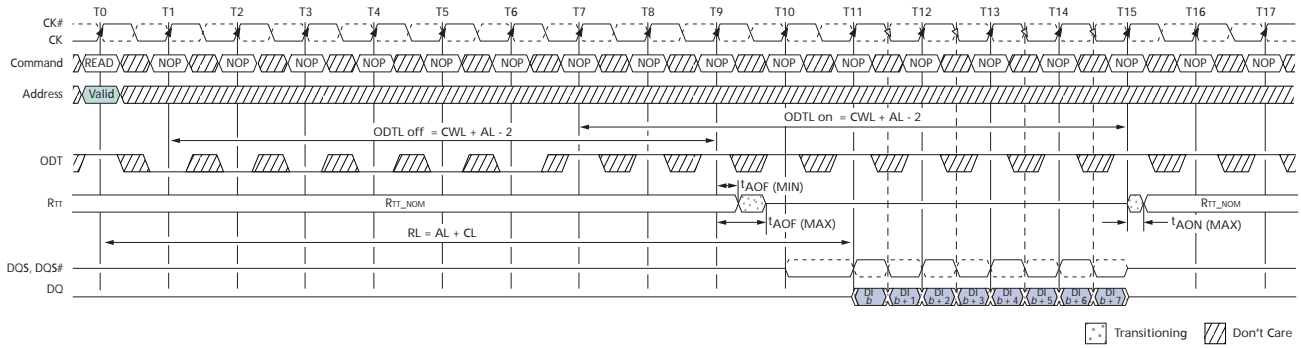 T0 T1 T2 T3 T4 T5 T6 T7 T8 T9 T10 T11 T12 T13 T14 T15 T16 T17
CK#
CK
Command READ NOP NOP NOP NOP NOP NOP NOP NOP NOP NOP NOP NOP NOP NOP NOP NOP NOP
Address Valid
ODTL on = CWL + AL - 2
ODTL off = CWL + AL - 2
ODT
tAOF (MIN)
RTT RTT_NOM RTT_NOM
tAOF (MAX) tAON (MAX)
RL = AL + CL
DQS, DQS#
DQ DI b DI b + 1 DI b + 2 DI b + 3 DI b + 4 DI b + 5 DI b + 6 DI b + 7
Transitioning Don't Care